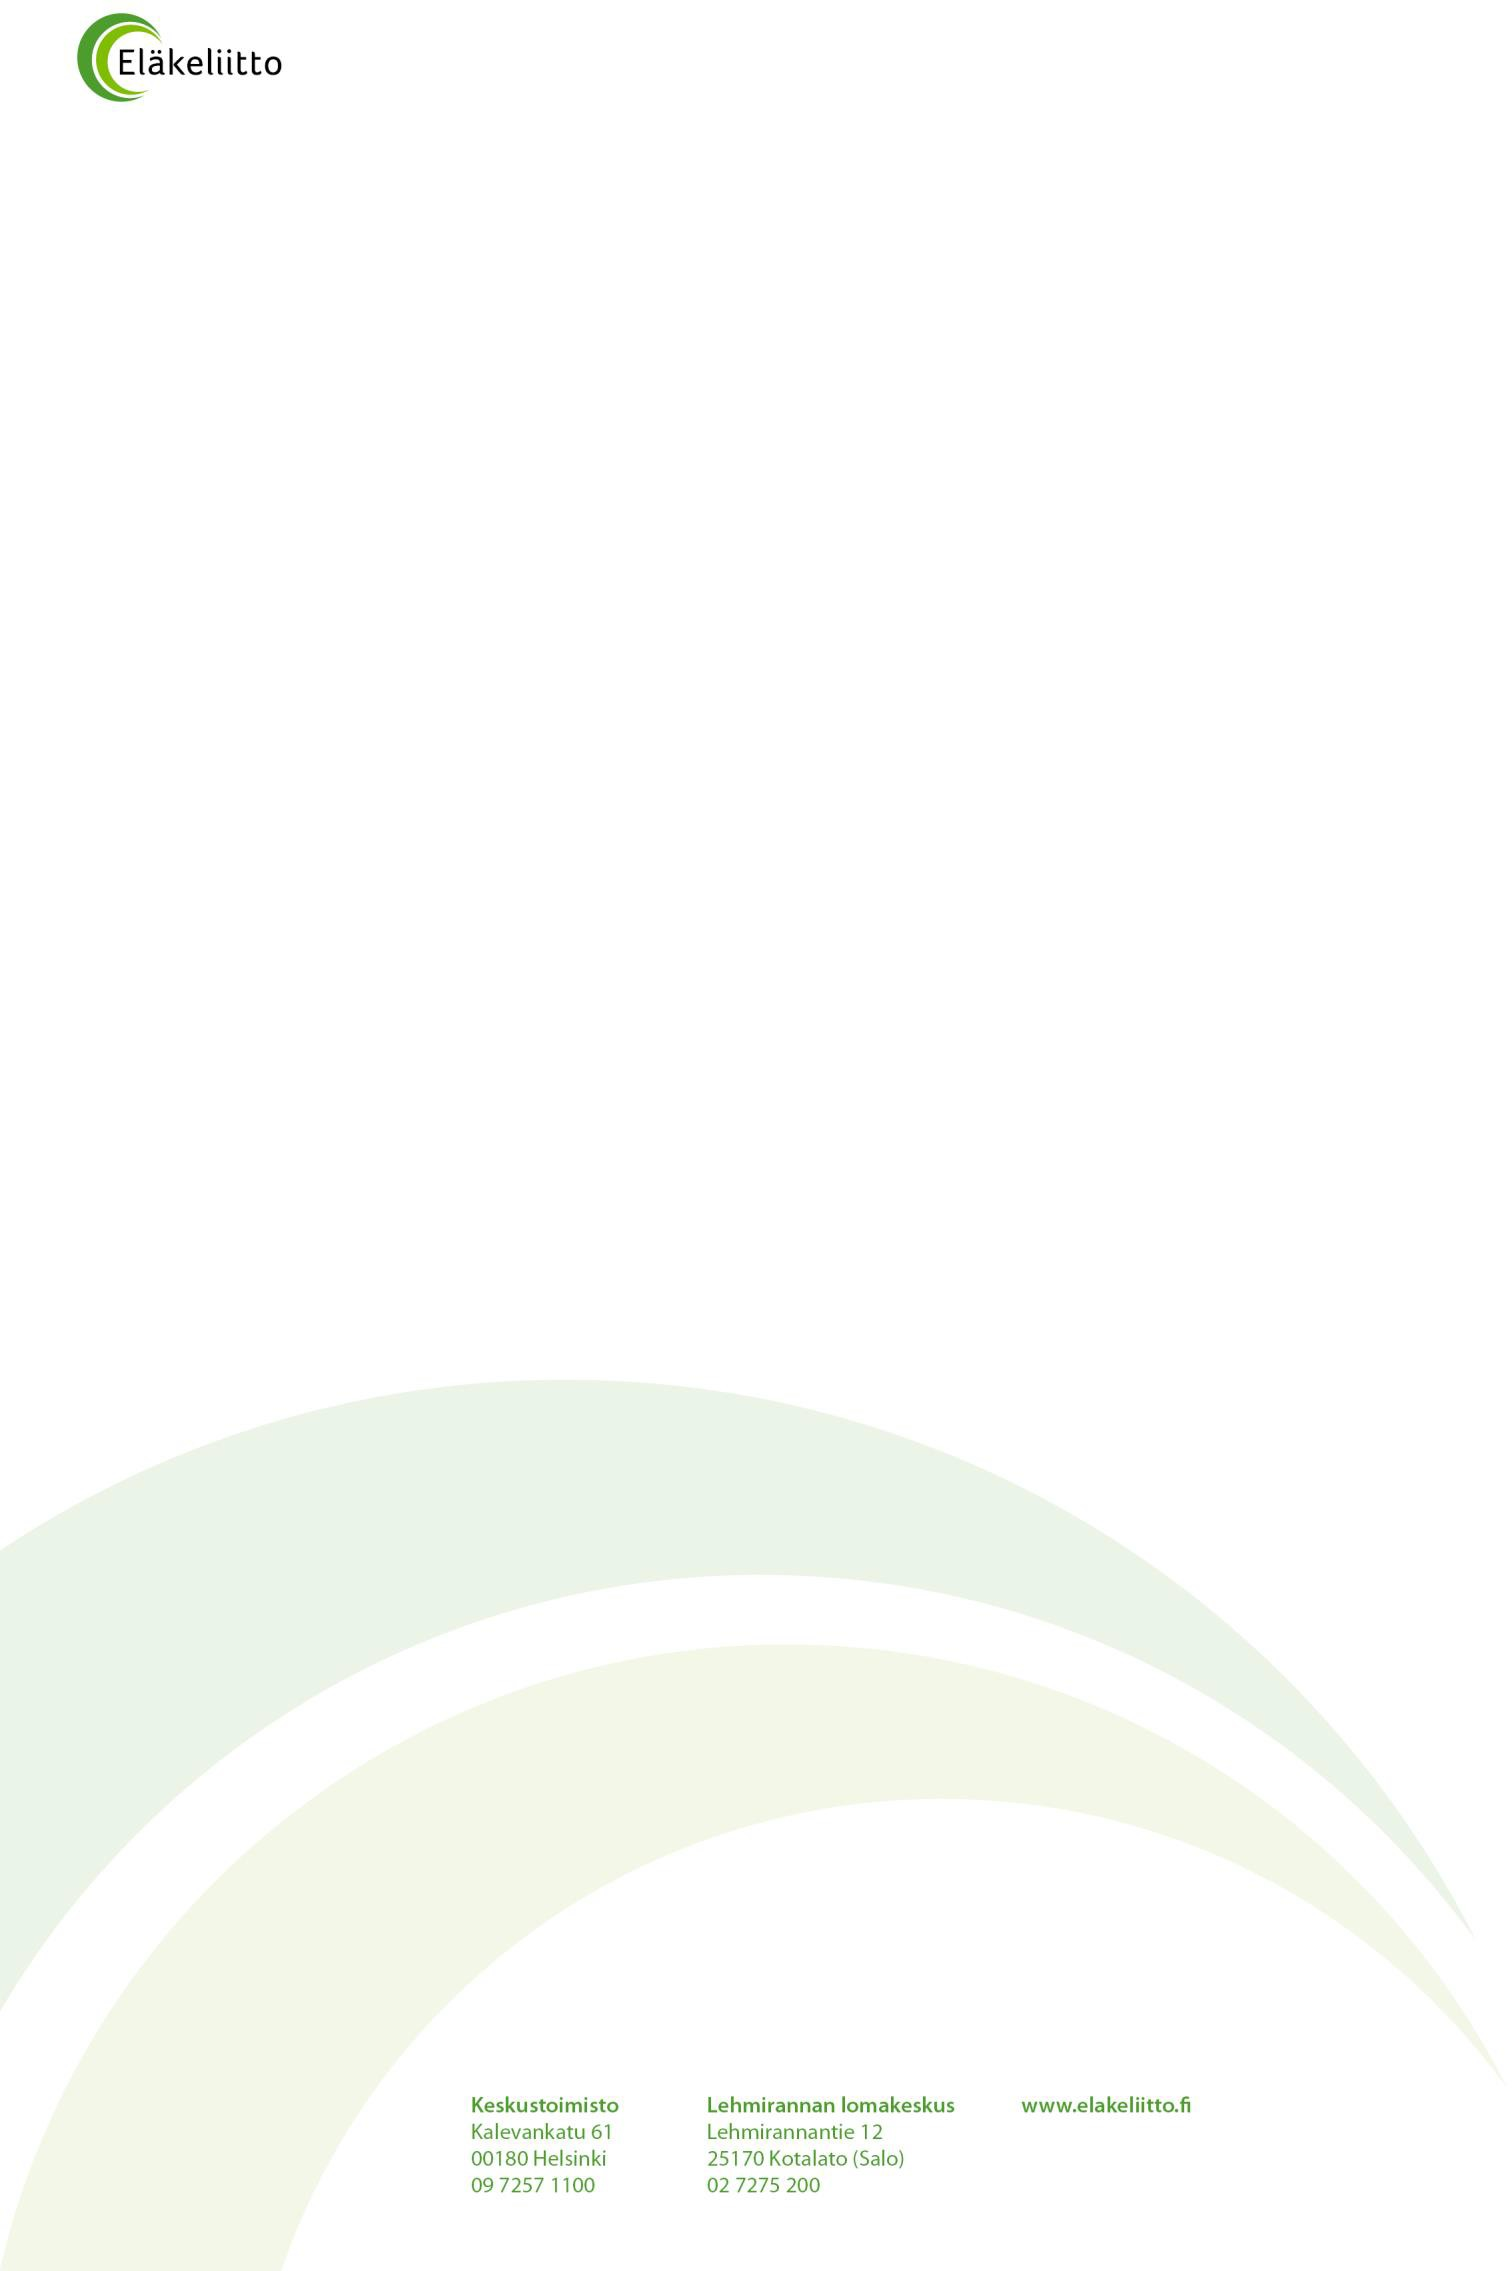 Eläkeliitto
Keskustoimisto
Kalevankatu 61
00180 Helsinki
09 7257 1100
Lehmirannan lomakeskus
Lehmirannantie 12
25170 Kotalato (Salo)
02 7275 200
www.elakeliitto.fi